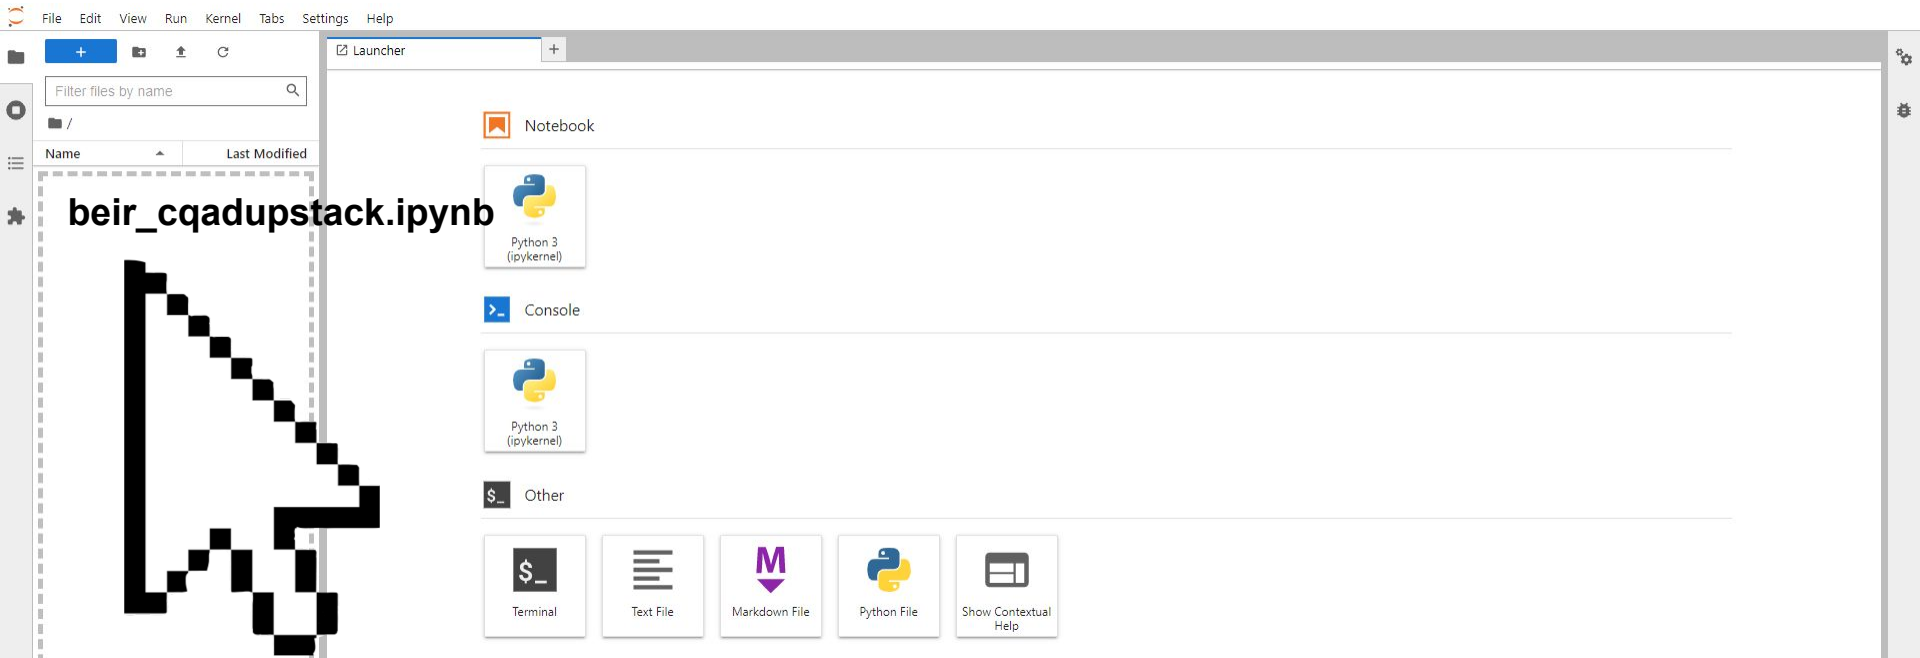 File Edit View Run Kernel Tabs Settings Help
+
Launcher
+
Filter files by name
/
Name
Last Modified
beir_cqadupstack.ipynb
Notebook
Python 3
(ipykernel)
Console
Python 3
(ipykernel)
$_ Other
$_
Terminal
Text File
M
Markdown File
Python File
Show Contextual
Help